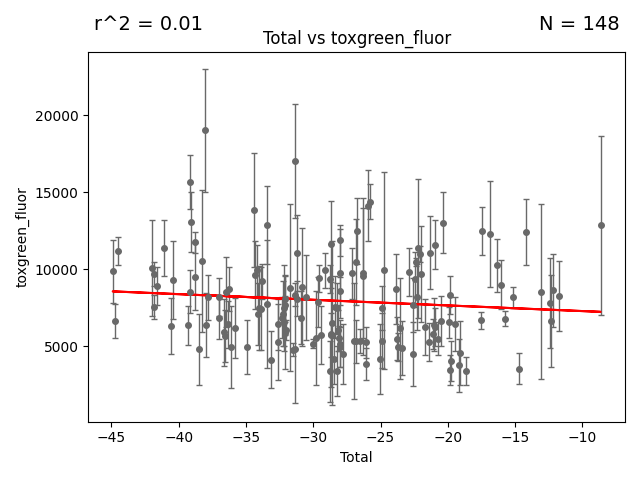 r^2 = 0.01
N = 148
Total vs toxgreen_fluor
toxgreen_fluor
20000
15000
10000
5000
−45 −40 −35 −30 −25 −20 −15 −10
Total